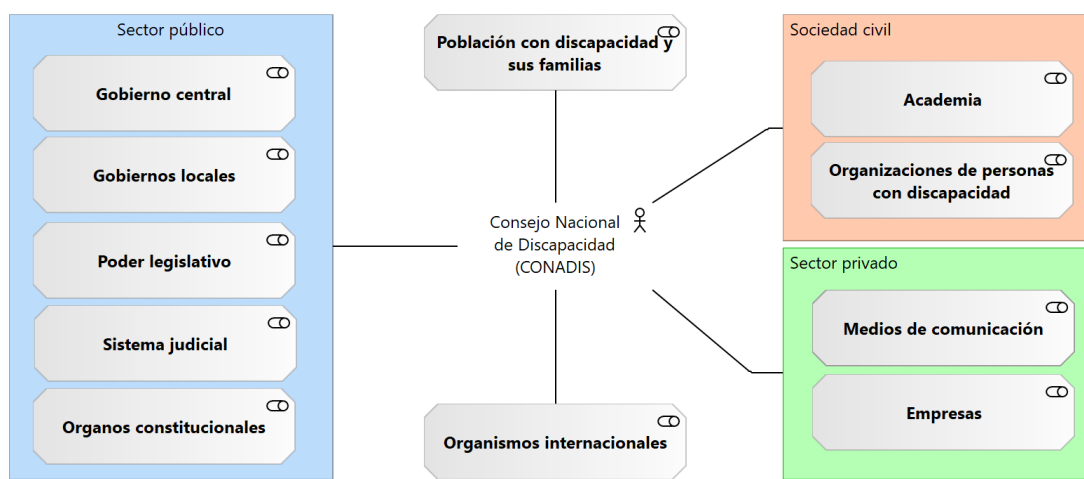 Sector público
Gobierno central
Gobiernos locales
Poder legislativo
Sistema judicial
Organos constitucionales
Población con discapacidad y
sus familias
Consejo Nacional
de Discapacidad
(CONADIS)
Organismos internacionales
Sociedad civil
Academia
Organizaciones de personas
con discapacidad
Sector privado
Medios de comunicación
Empresas